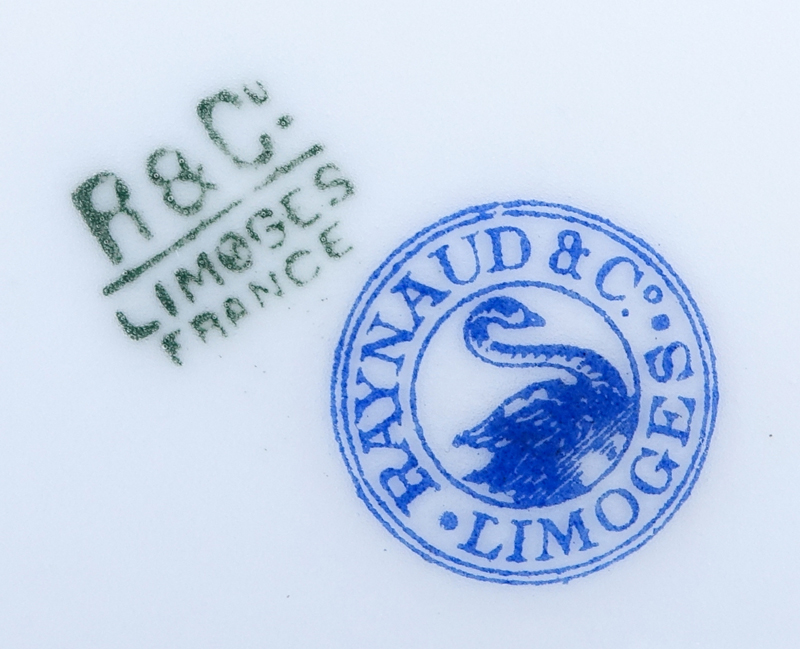 R & Co.
LIMOGES
FRANCE
RAYNAUD & Co.
• LIMOGES •